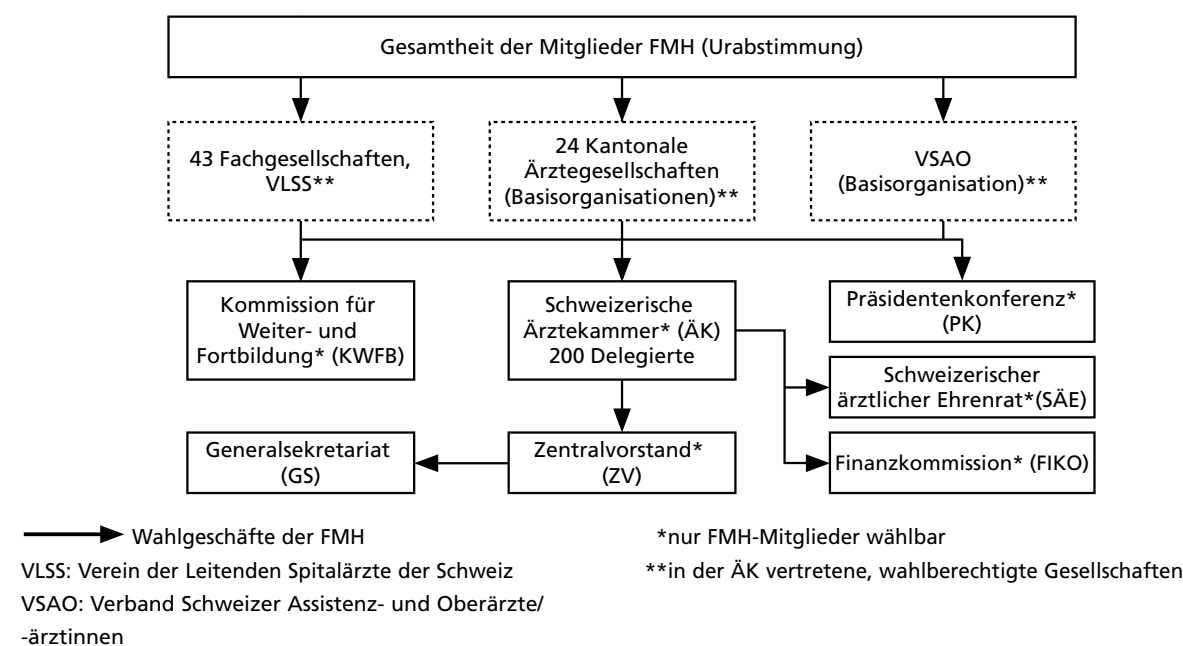 Gesamtheit der Mitglieder FMH (Urabstimmung)
43 Fachgesellschaften,
VLSS**
24 Kantonale
Ärztegesellschaften
(Basisorganisationen)**
VSAO
(Basisorganisation)**
Kommission für
Weiter- und
Fortbildung* (KWFB)
Schweizerische
Ärztekammer* (ÄK)
200 Delegierte
Präsidentenkonferenz*
(PK)
Schweizerischer
ärztlicher Ehrenrat*(SÄE)
Generalsekretariat
(GS)
Zentralvorstand*
(ZV)
Finanzkommission* (FIKO)
Wahlgeschäfte der FMH
VLSS: Verein der Leitenden Spitalärzte der Schweiz
VSAO: Verband Schweizer Assistenz- und Oberärzte/
-ärztinnen
*nur FMH-Mitglieder wählbar
**in der ÄK vertretene, wahlberechtigte Gesellschaften